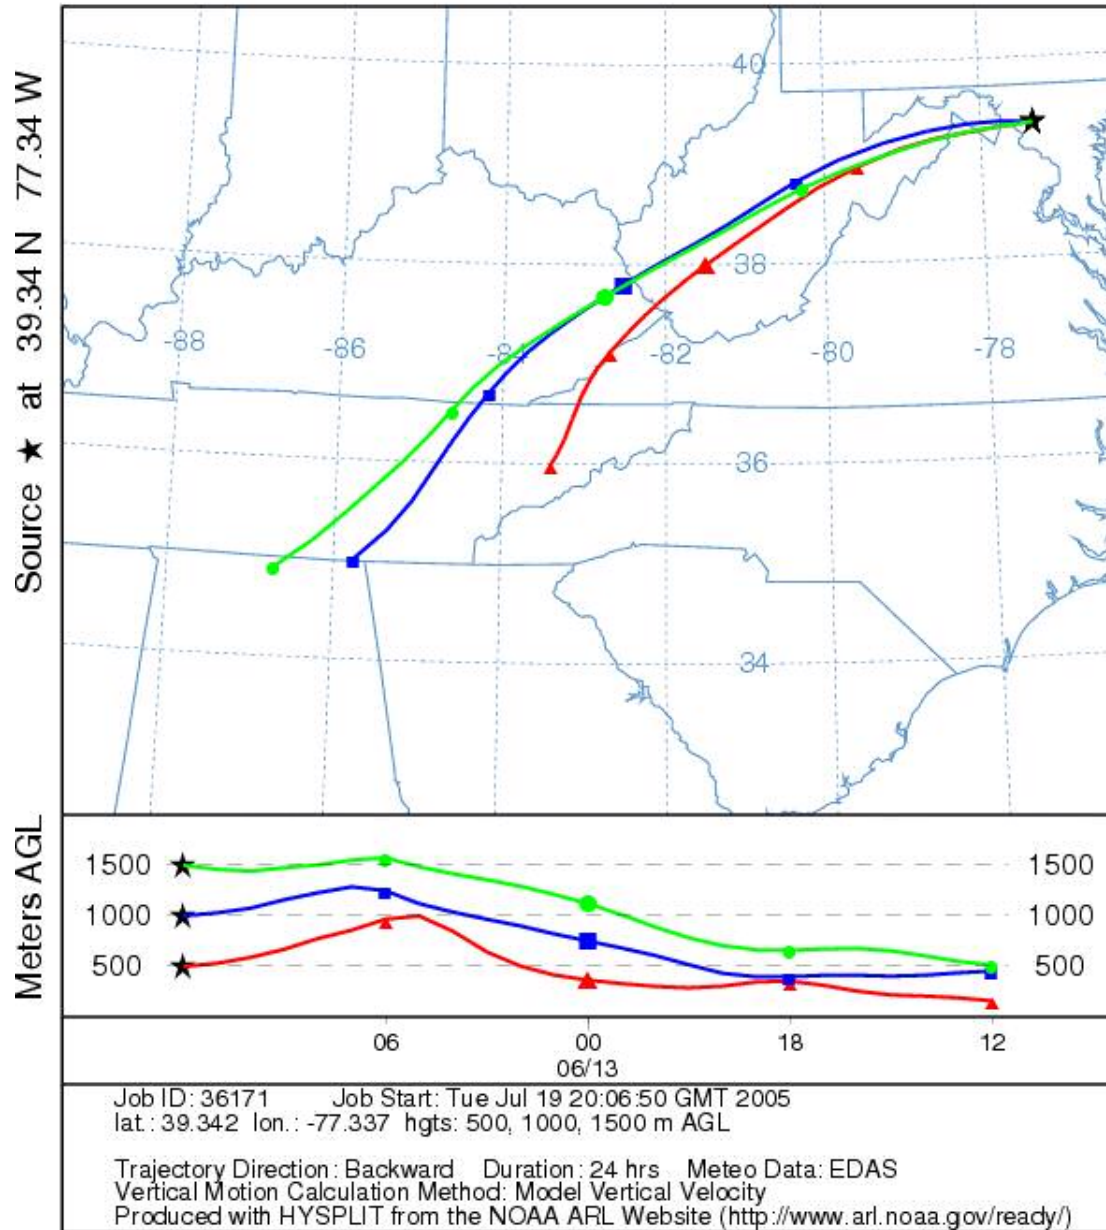 Source ★ at 39.34 N 77.34 W
40
38
-88
-86
-82
-80
-78
36
34
Meters AGL
1500
1500
1000
1000
500
500
06
00
18
12
06/13
Job ID: 36171 Job Start: Tue Jul 19 20:06:50 GMT 2005
lat.: 39.342 lon.: -77.337 hgts: 500, 1000, 1500 m AGL
Trajectory Direction: Backward Duration: 24 hrs Meteo Data: EDAS
Vertical Motion Calculation Method: Model Vertical Velocity
Produced with HYSPLIT from the NOAA ARL Website (http://www.arl.noaa.gov/ready/)